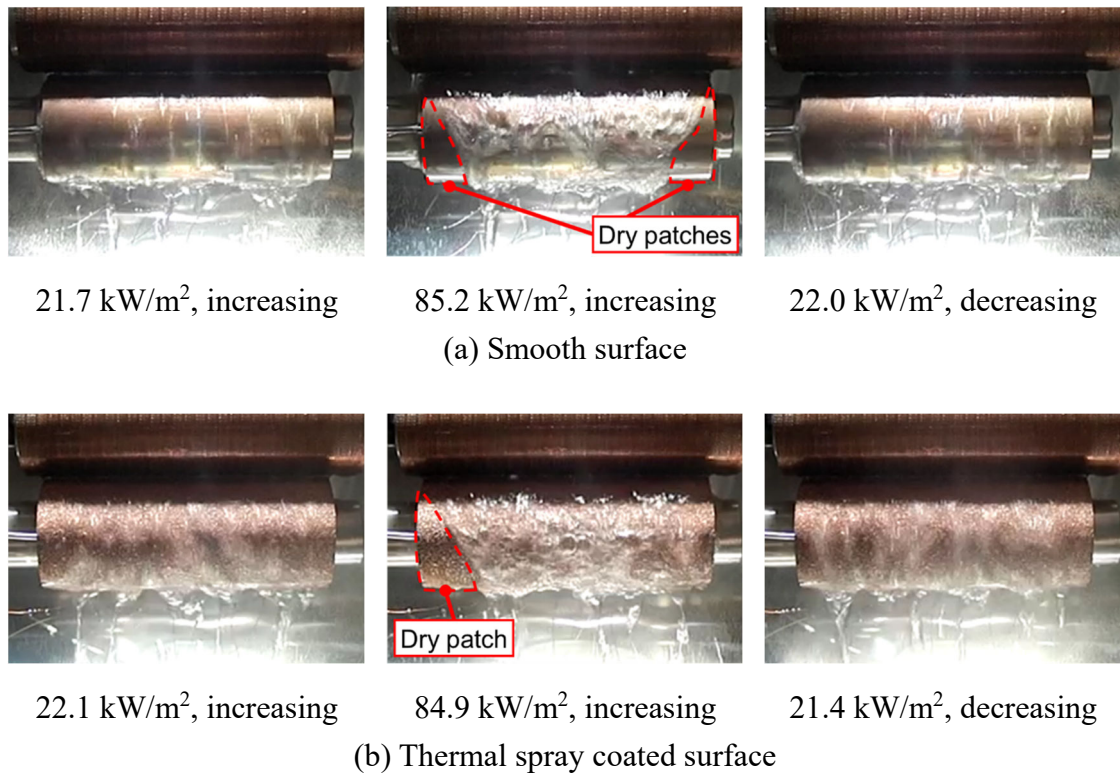 Dry patches
21.7 kW/m², increasing 85.2 kW/m², increasing 22.0 kW/m², decreasing
(a) Smooth surface
Dry patch
22.1 kW/m², increasing 84.9 kW/m², increasing 21.4 kW/m², decreasing
(b) Thermal spray coated surface